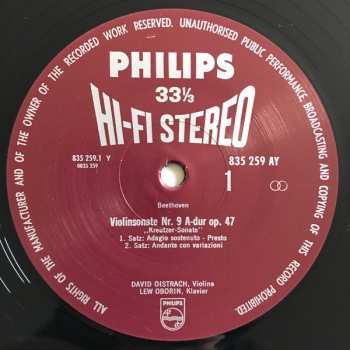 ALL RIGHTS OF THE MANUFACTURER AND OF THE OWNER OF THE RECORDED WORK RESERVED. UNAUTHORISED PUBLIC PERFORMANCE, BROADCASTING AND COPYING OF THIS RECORD PROHIBITED.
PHILIPS
33⅓
HI-FI STEREO
835 259.1 Y
0835 259
835 259 AY
1
Beethoven
Violinsonate Nr. 9 A-dur op. 47
„Kreutzer-Sonate"
1. Satz: Adagio sostenuto - Presto
2. Satz: Andante con variazioni
DAVID OISTRACH, Violine
LEW OBORIN, Klavier
PHILIPS